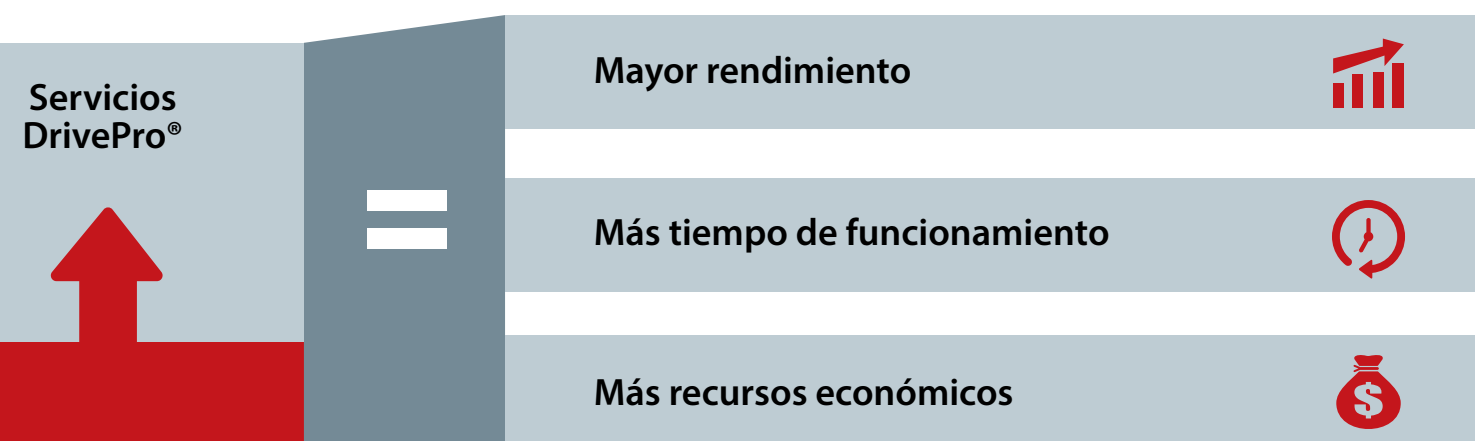 Servicios
DrivePro®
=
Mayor rendimiento
Más tiempo de funcionamiento
Más recursos económicos
$